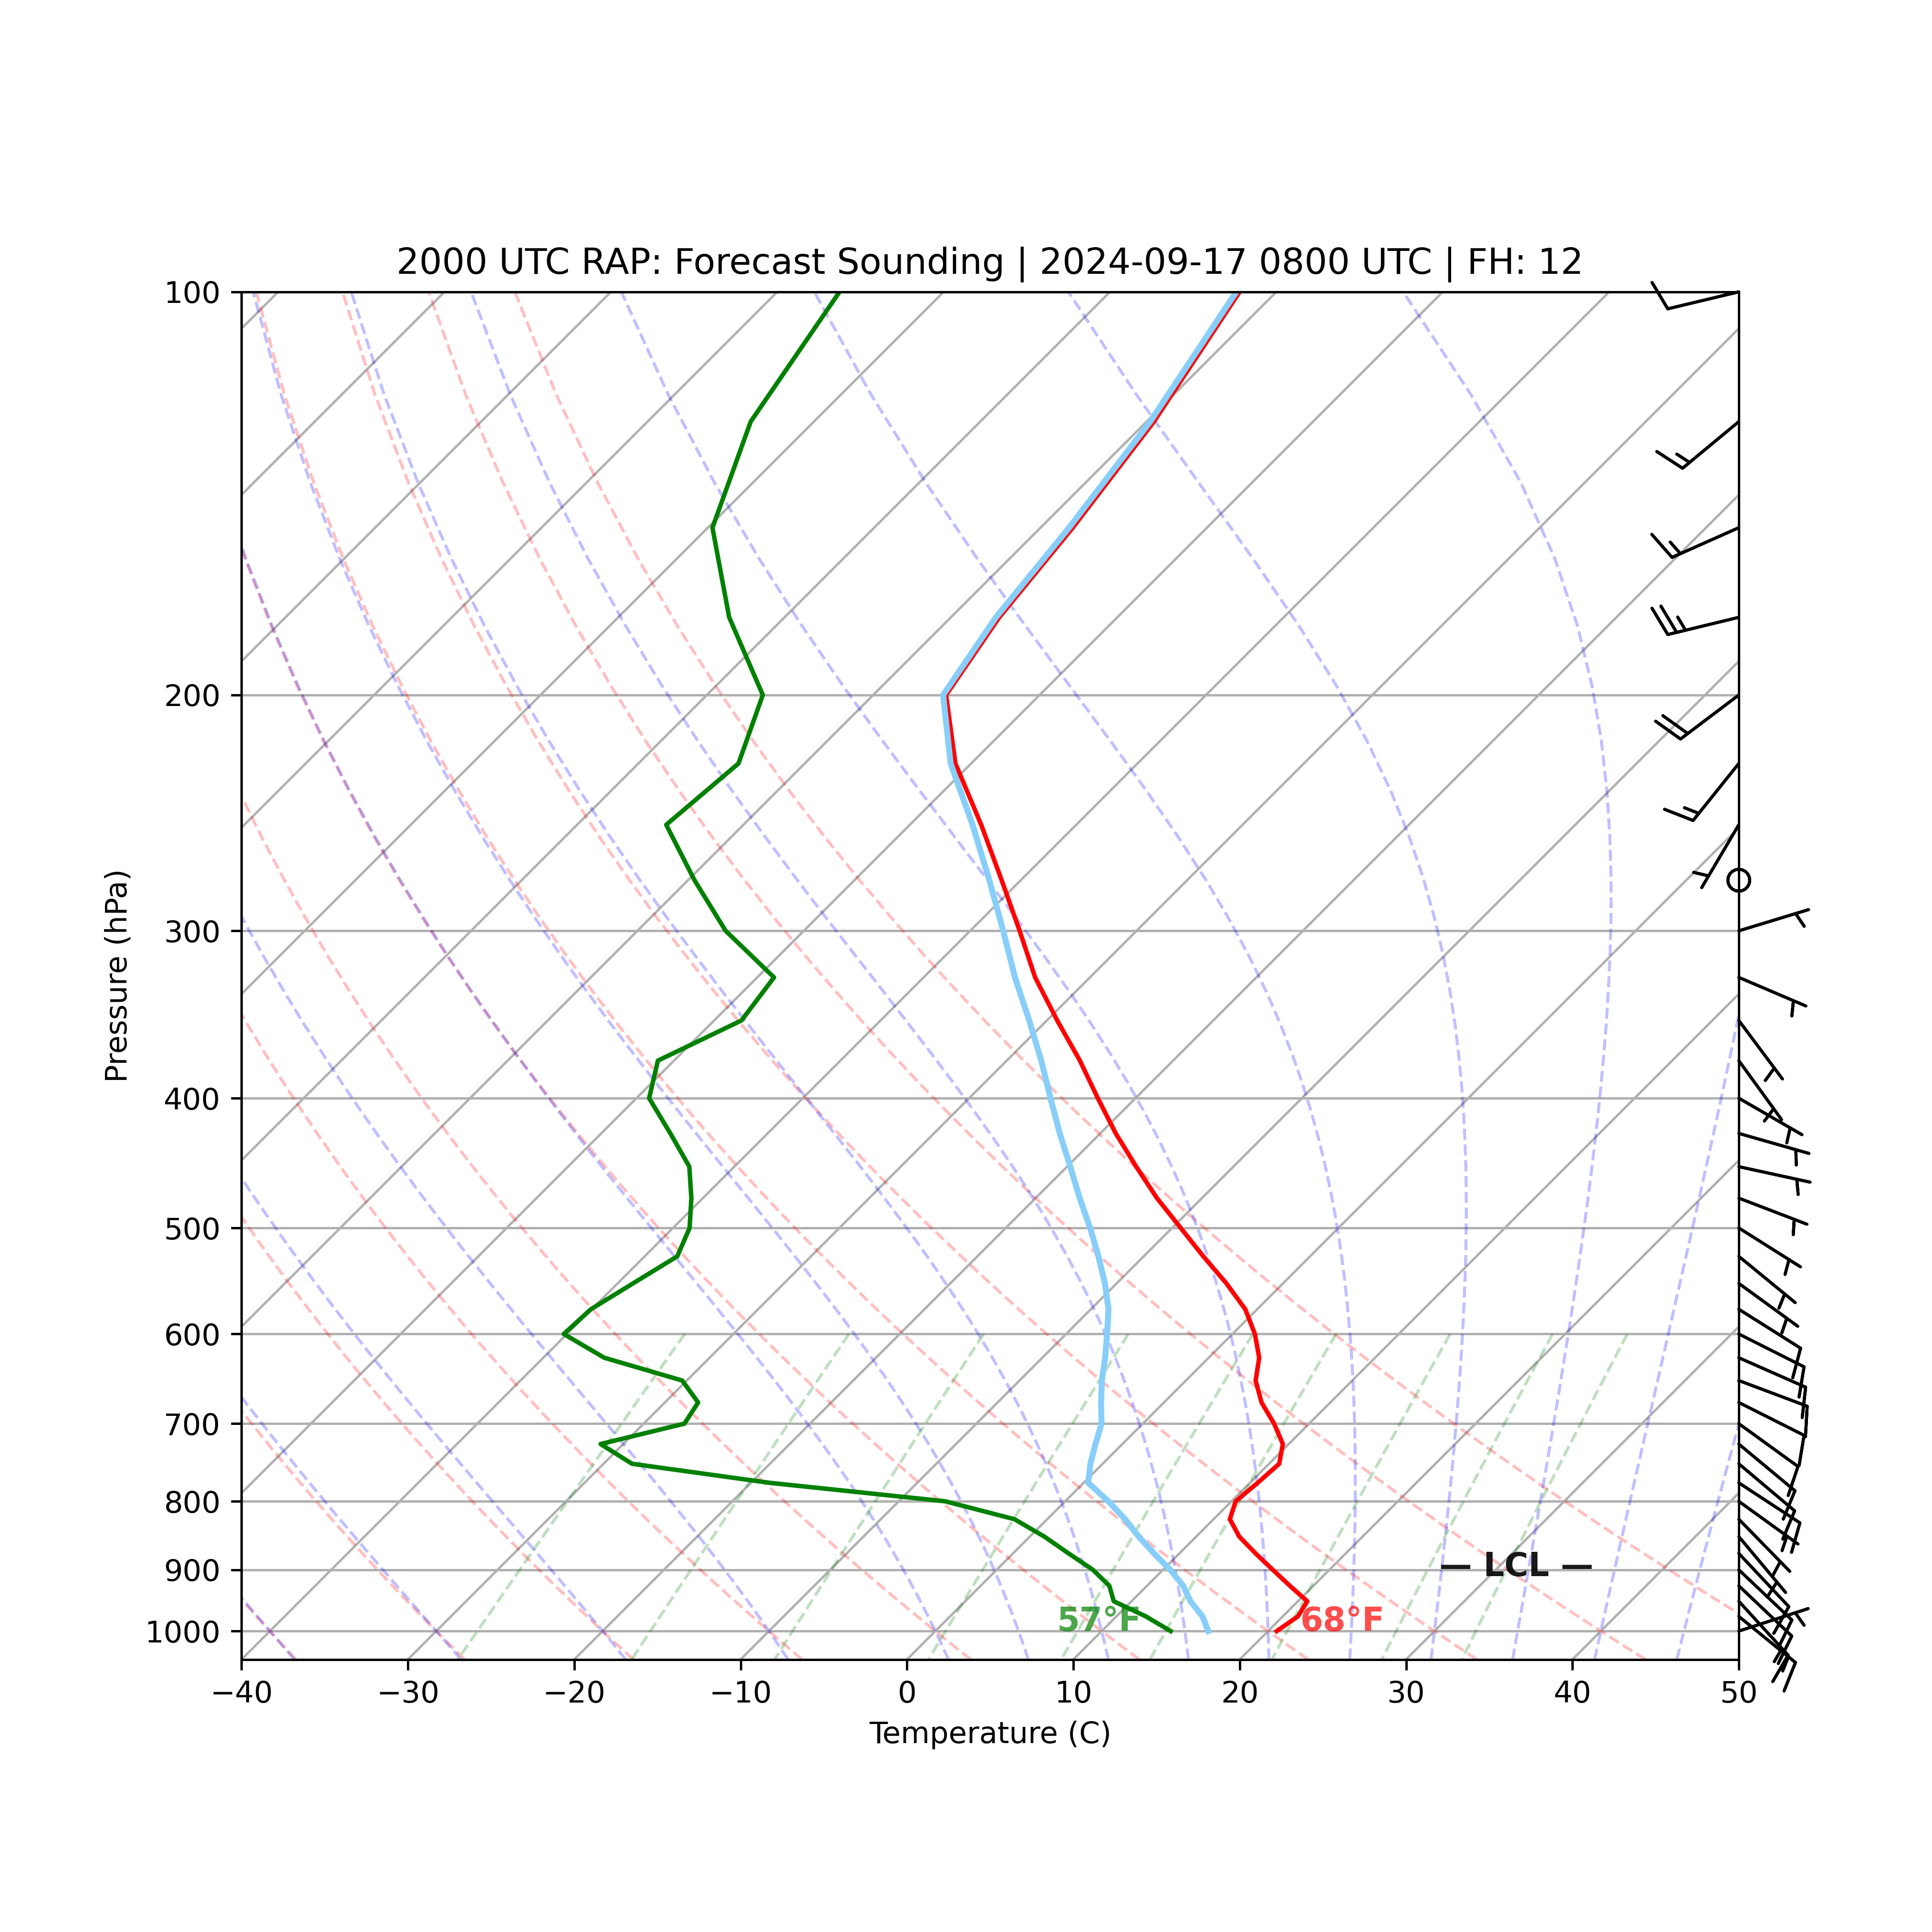 2000 UTC RAP: Forecast Sounding | 2024-09-17 0800 UTC | FH: 12
100
200
300
400
500
600
700
800
900
1000
Pressure (hPa)
— LCL —
57°F
68°F
−40 −30 −20 −10 0 10 20 30 40 50
Temperature (C)